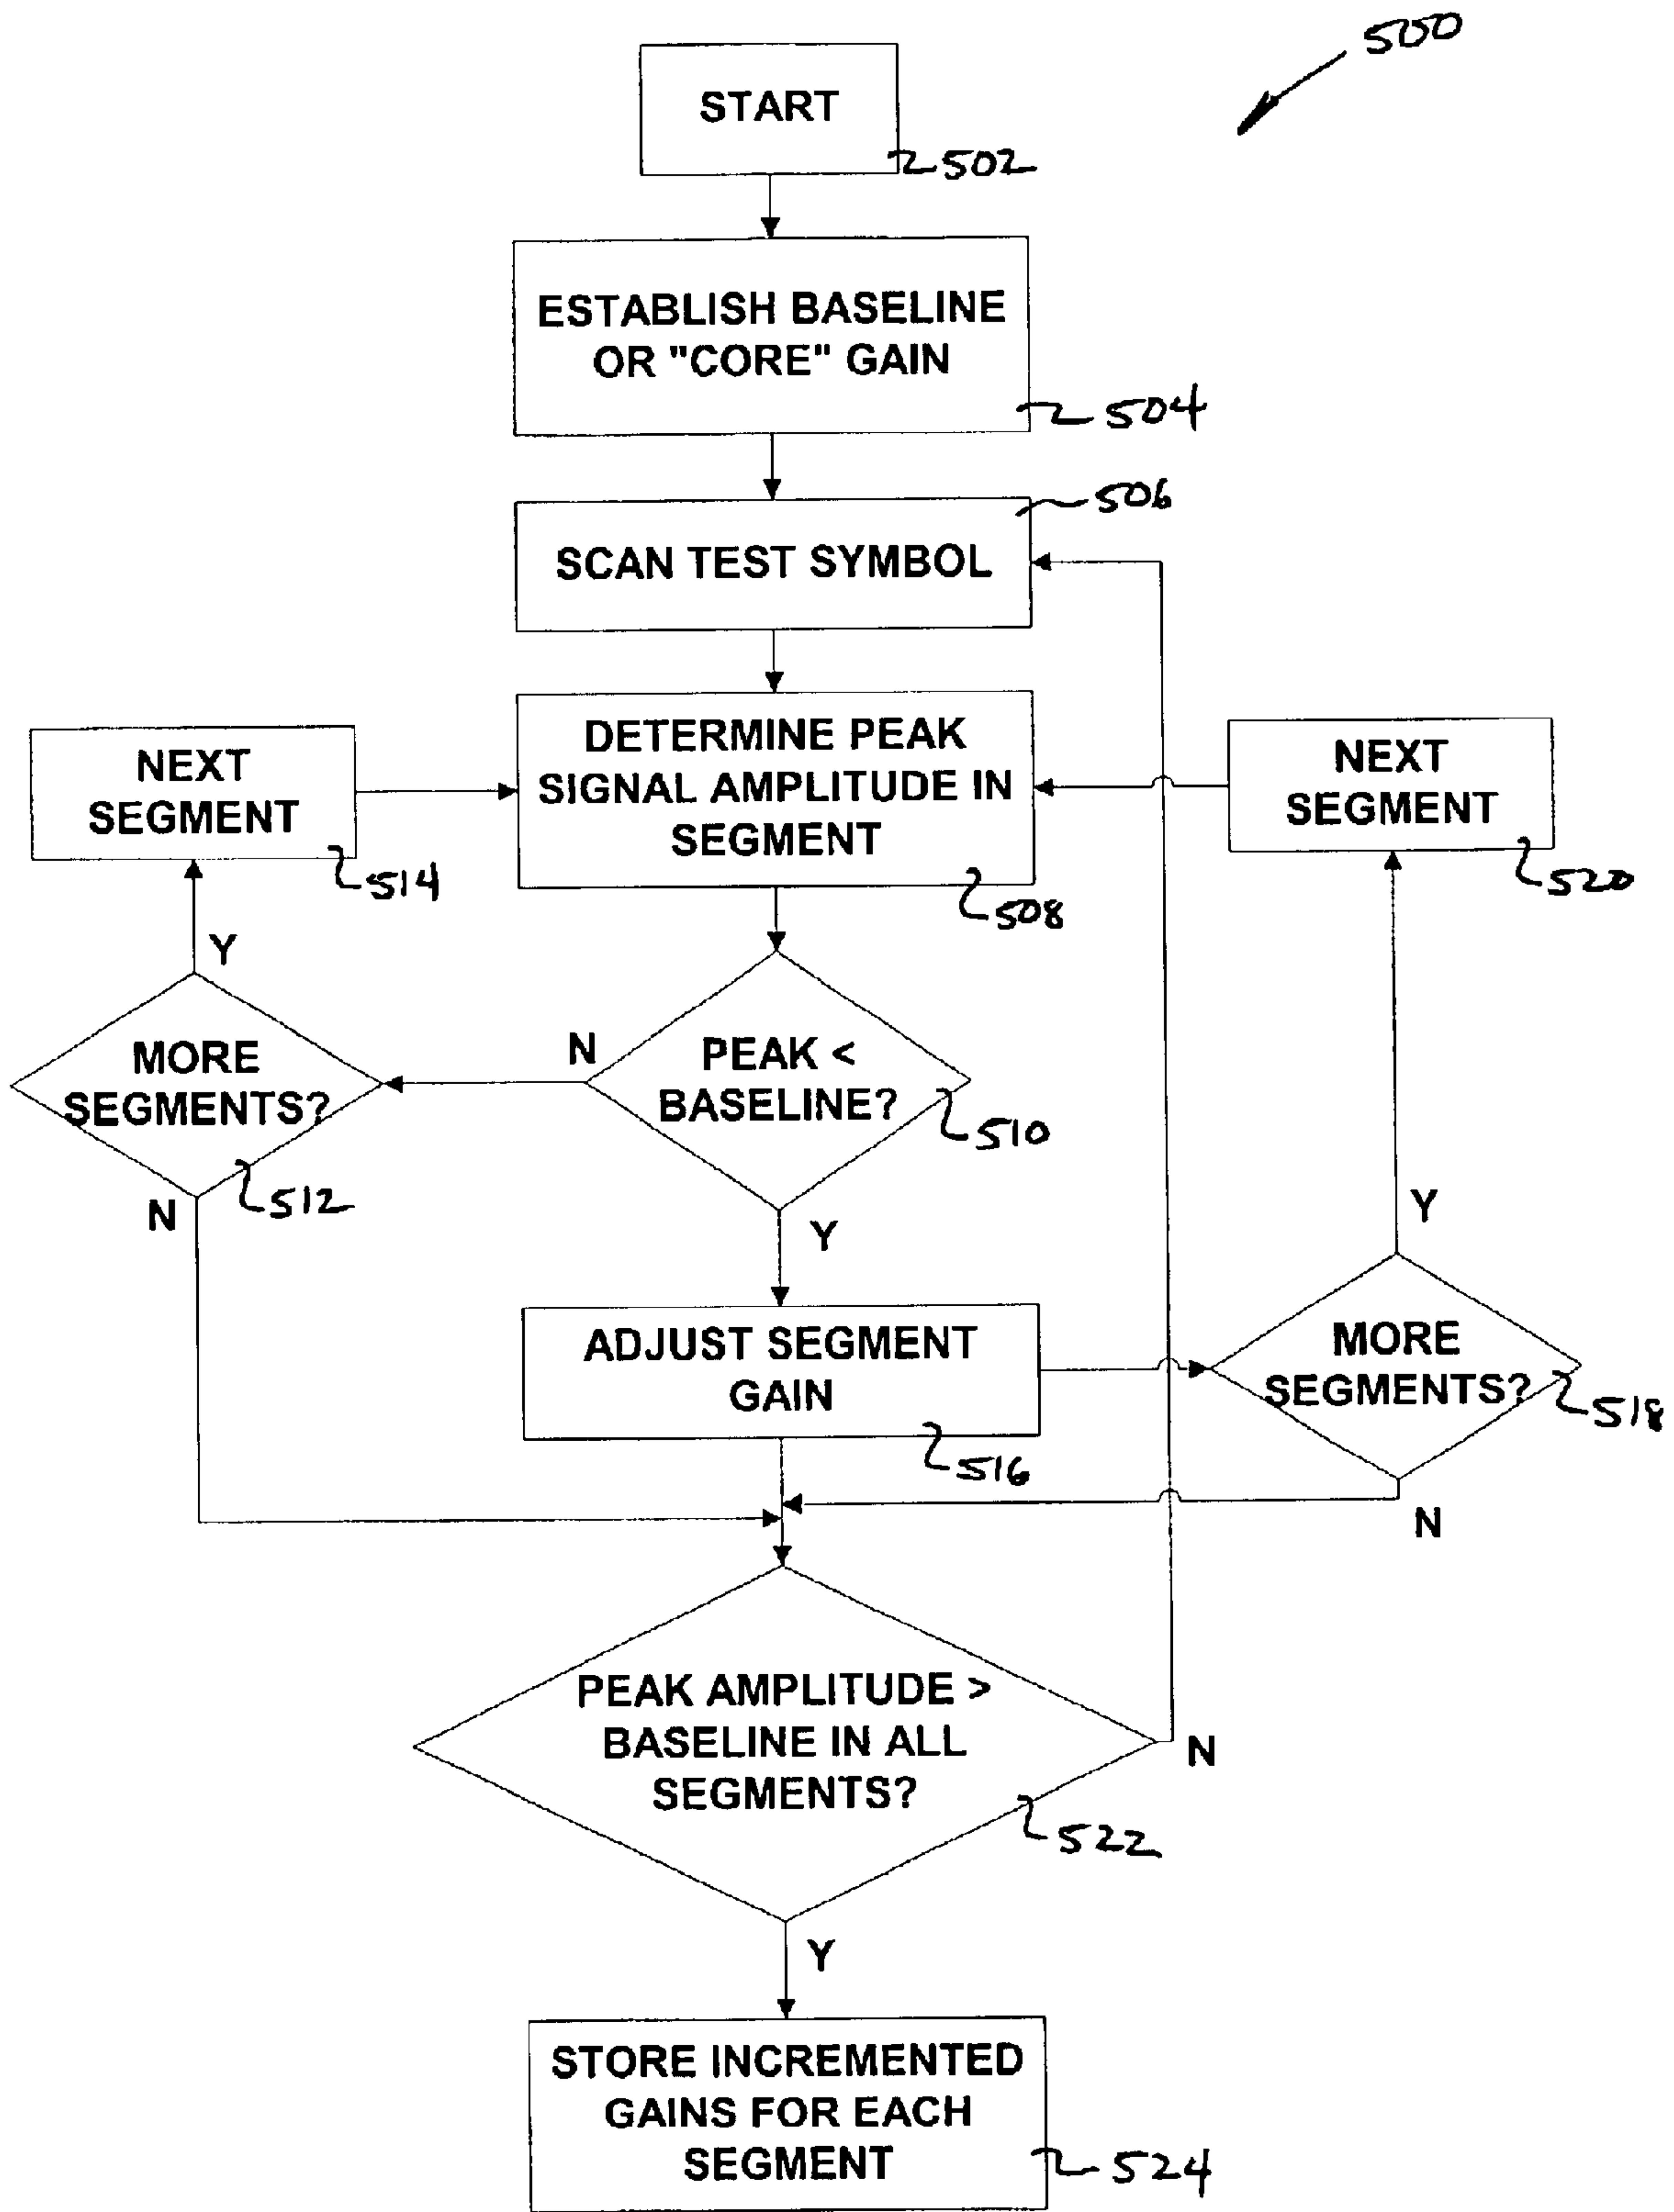 500
START
502
ESTABLISH BASELINE
OR "CORE" GAIN
504
506
SCAN TEST SYMBOL
NEXT
SEGMENT
514
DETERMINE PEAK
SIGNAL AMPLITUDE IN
SEGMENT
508
NEXT
SEGMENT
520
Y
MORE
SEGMENTS?
512
N
N
PEAK <
BASELINE?
510
Y
Y
MORE
SEGMENTS?
518
N
ADJUST SEGMENT
GAIN
516
PEAK AMPLITUDE >
BASELINE IN ALL
SEGMENTS?
522
N
Y
STORE INCREMENTED
GAINS FOR EACH
SEGMENT
524